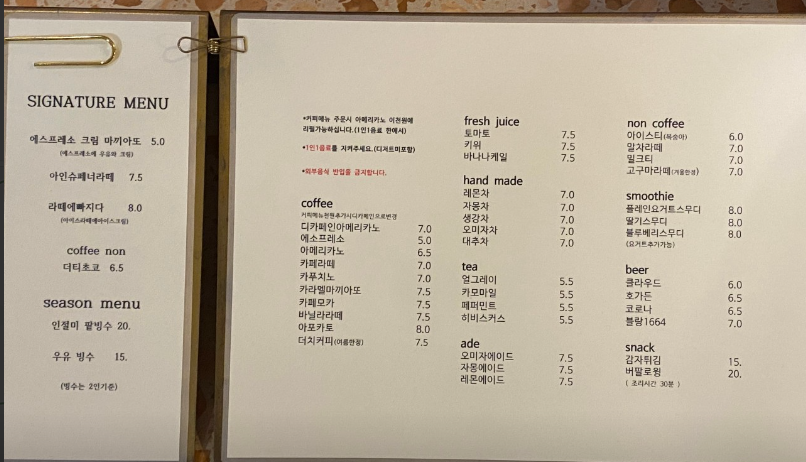 SIGNATURE MENU
에스프레소 크림 마끼아또 5.0
(에스프레소에 우유와 크림)
아인슈페너라떼 7.5
라떼에빠지다 8.0
(아이스라떼에아이스크림)
coffee non
더티초코 6.5
season menu
인절미 팥빙수 20.
우유 빙수 15.
(빙수는 2인기준)
*커피메뉴 주문시 아메리카노 이천원에
리필가능하십니다.(1인1음료 한에서)
*1인1음료를 지켜주세요.(디저트미포함)
*외부음식 반입을 금지합니다.
coffee
커피메뉴천원추가시디카페인으로변경
디카페인아메리카노 7.0
에소프레소 5.0
아메리카노 6.5
카페라떼 7.0
카푸치노 7.0
카라멜마끼아또 7.5
카페모카 7.5
바닐라라떼 7.5
아포카토 8.0
더치커피(여름한정) 7.5
fresh juice
토마토 7.5
키위 7.5
바나나케일 7.5
hand made
레몬차 7.0
자몽차 7.0
생강차 7.0
오미자차 7.0
대추차 7.0
tea
얼그레이 5.5
카모마일 5.5
페퍼민트 5.5
히비스커스 5.5
ade
오미자에이드 7.5
자몽에이드 7.5
레몬에이드 7.5
non coffee
아이스티(복숭아) 6.0
말차라떼 7.0
밀크티 7.0
고구마라떼(겨울한정) 7.0
smoothie
플레인요거트스무디 8.0
딸기스무디 8.0
블루베리스무디 8.0
(요거트추가가능)
beer
클라우드 6.0
호가든 6.5
코로나 6.5
블랑1664 7.0
snack
감자튀김 15.
버팔로윙 20.
( 조리시간 30분 )